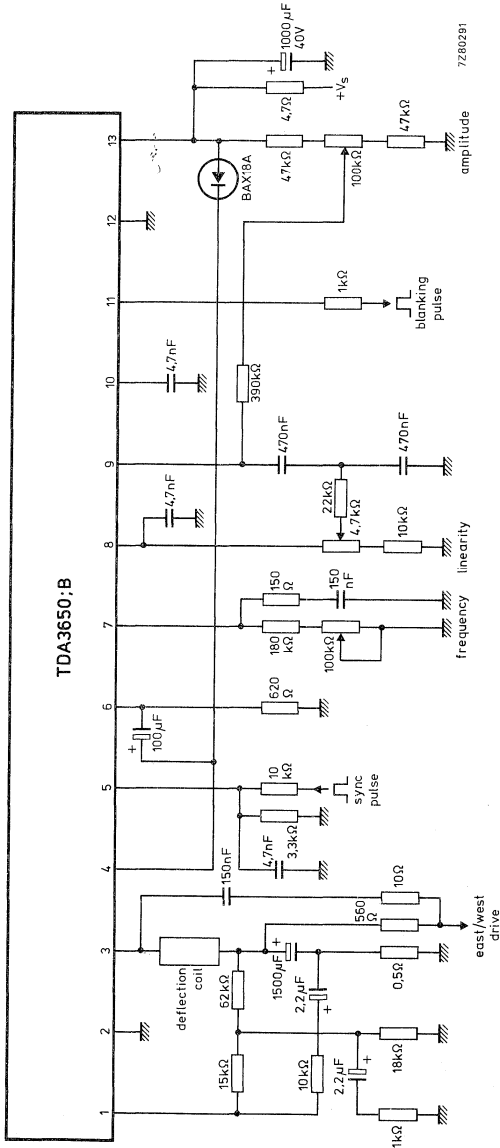 TDA3650;B
1
2
3
4
5
6
7
8
9
10
11
12
13
deflection
coil
15kΩ
62kΩ
10kΩ
2,2μF
+
1500μF
+
2,2μF
+
1kΩ
18kΩ
0,5Ω
560
Ω
10Ω
150nF
east/west
drive
4,7nF
3,3kΩ
10
kΩ
sync
pulse
+
100μF
620
Ω
180
kΩ
150
Ω
100kΩ
150
nF
frequency
4,7nF
22kΩ
4,7kΩ
10kΩ
linearity
470nF
470nF
390kΩ
4,7nF
1kΩ
blanking
pulse
BAX18A
47kΩ
100kΩ
47kΩ
amplitude
4,7Ω
+Vs
+
1000μF
40V
7Z80291